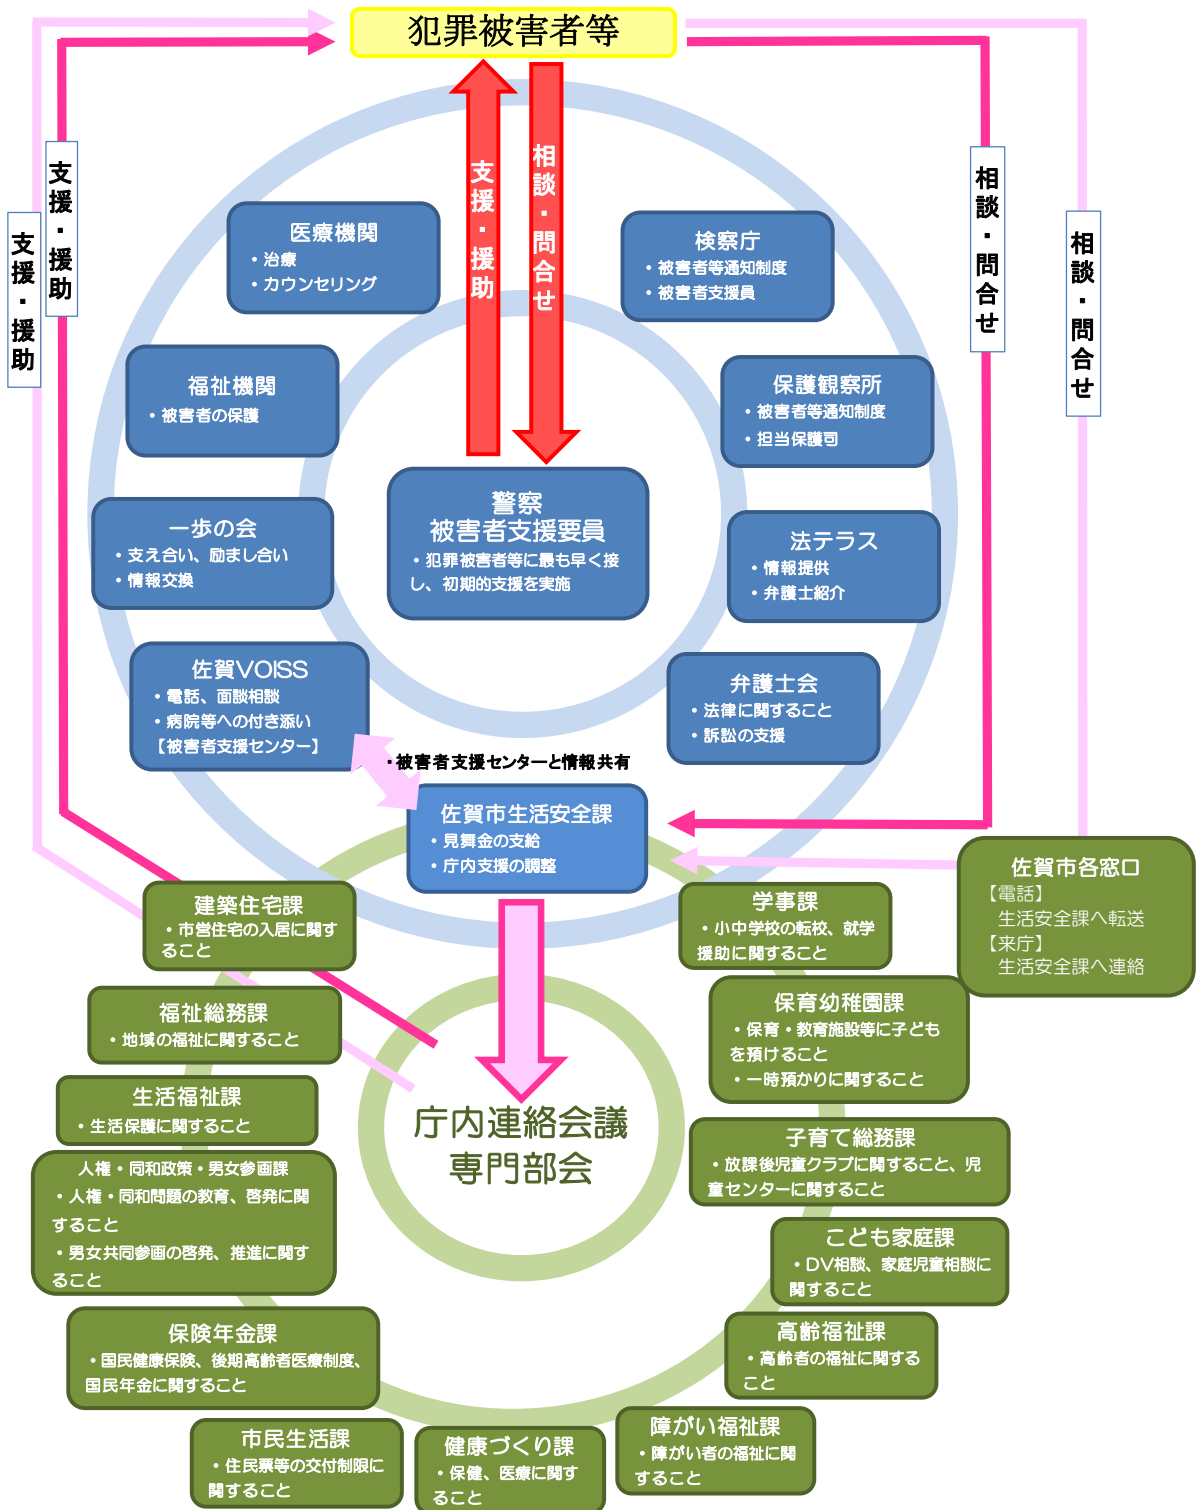 犯罪被害者等
支援・援助
支援・援助
支援・援助
相談・問合せ
相談・問合せ
相談・問合せ
医療機関
・治療
・カウンセリング
検察庁
・被害者等通知制度
・被害者支援員
福祉機関
・被害者の保護
保護観察所
・被害者等通知制度
・担当保護司
警察
被害者支援要員
・犯罪被害者等に最も早く接
し、初期的支援を実施
一歩の会
・支え合い、励まし合い
・情報交換
法テラス
・情報提供
・弁護士紹介
佐賀VOISS
・電話、面談相談
・病院等への付き添い
【被害者支援センター】
弁護士会
・法律に関すること
・訴訟の支援
・被害者支援センターと情報共有
佐賀市生活安全課
・見舞金の支給
・庁内支援の調整
佐賀市各窓口
【電話】
生活安全課へ転送
【来庁】
生活安全課へ連絡
建築住宅課
・市営住宅の入居に関す
ること
学事課
・小中学校の転校、就学
援助に関すること
福祉総務課
・地域の福祉に関すること
保育幼稚園課
・保育・教育施設等に子ども
を預けること
・一時預かりに関すること
生活福祉課
・生活保護に関すること
庁内連絡会議
専門部会
子育て総務課
・放課後児童クラブに関すること、児
童センターに関すること
人権・同和政策・男女参画課
・人権・同和問題の教育、啓発に関
すること
・男女共同参画の啓発、推進に関す
ること
こども家庭課
・DV相談、家庭児童相談に
関すること
保険年金課
・国民健康保険、後期高齢者医療制度、
国民年金に関すること
高齢福祉課
・高齢者の福祉に関する
こと
市民生活課
・住民票等の交付制限に
関すること
健康づくり課
・保健、医療に関す
ること
障がい福祉課
・障がい者の福祉に関
すること